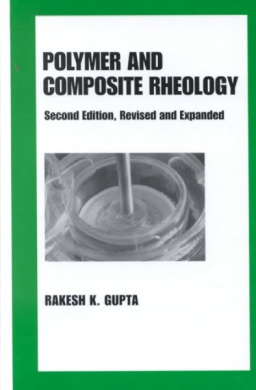 POLYMER AND
COMPOSITE RHEOLOGY
Second Edition, Revised and Expanded
RAKESH K. GUPTA